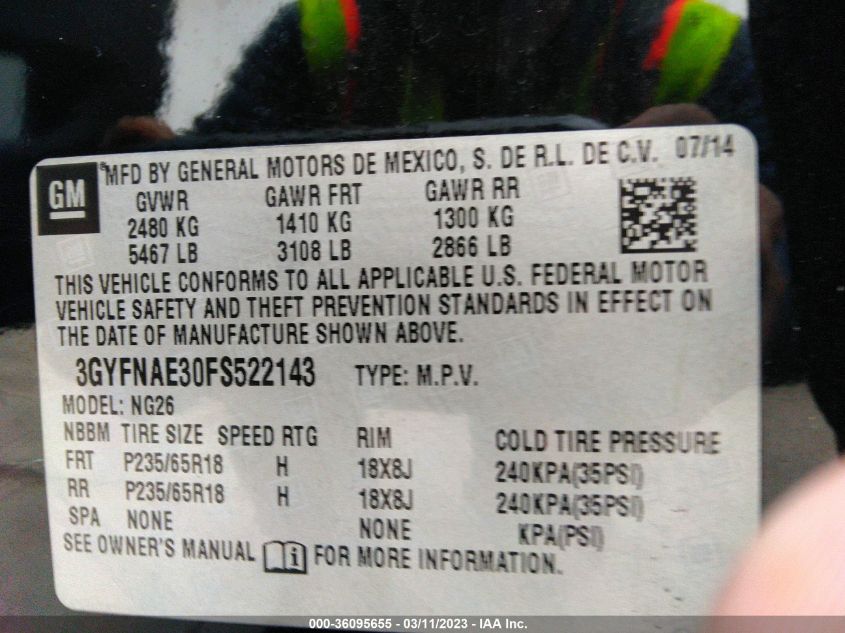 GM
® MFD BY GENERAL MOTORS DE MEXICO, S. DE R.L. DE C.V. 07/14
GVWR GAWR FRT GAWR RR
2480 KG 1410 KG 1300 KG
5467 LB 3108 LB 2866 LB
THIS VEHICLE CONFORMS TO ALL APPLICABLE U.S. FEDERAL MOTOR
VEHICLE SAFETY AND THEFT PREVENTION STANDARDS IN EFFECT ON
THE DATE OF MANUFACTURE SHOWN ABOVE.
3GYFNAE30FS522143 TYPE: M.P.V.
MODEL: NG26
NBBM TIRE SIZE SPEED RTG RIM COLD TIRE PRESSURE
FRT P235/65R18 H 18X8J 240KPA(35PSI)
RR P235/65R18 H 18X8J 240KPA(35PSI)
SPA NONE NONE KPA(PSI)
SEE OWNER'S MANUAL FOR MORE INFORMATION.
000-36095655 - 03/11/2023 - IAA Inc.